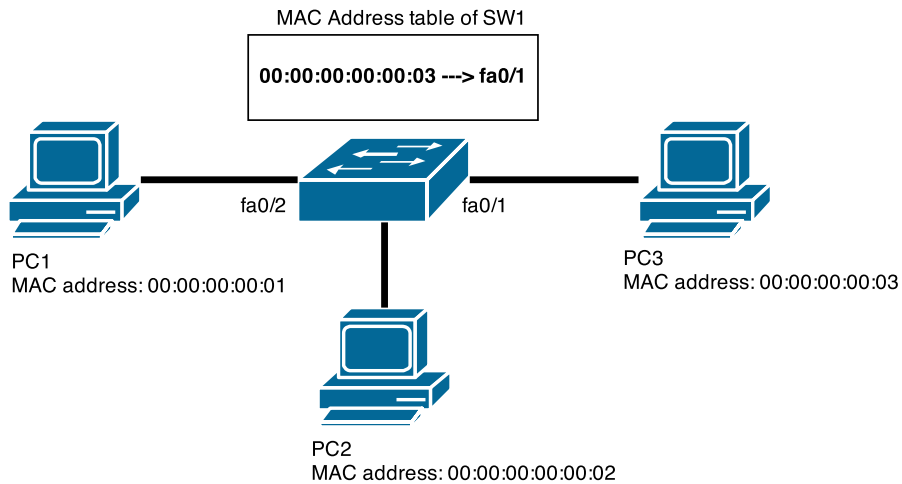 MAC Address table of SW1
00:00:00:00:00:03 ---> fa0/1
fa0/2
fa0/1
PC1
MAC address: 00:00:00:00:01
PC3
MAC address: 00:00:00:00:03
PC2
MAC address: 00:00:00:00:00:02